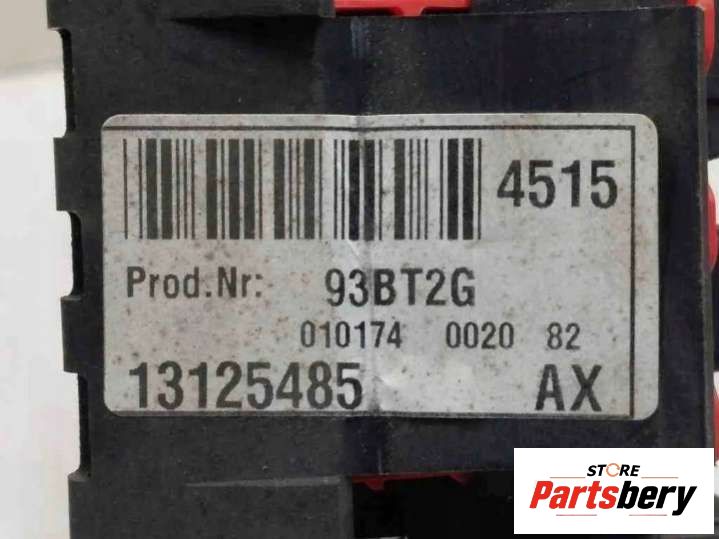 4515
Prod.Nr: 93BT2G
010174 0020 82
13125485 AX
STORE
Partsbery